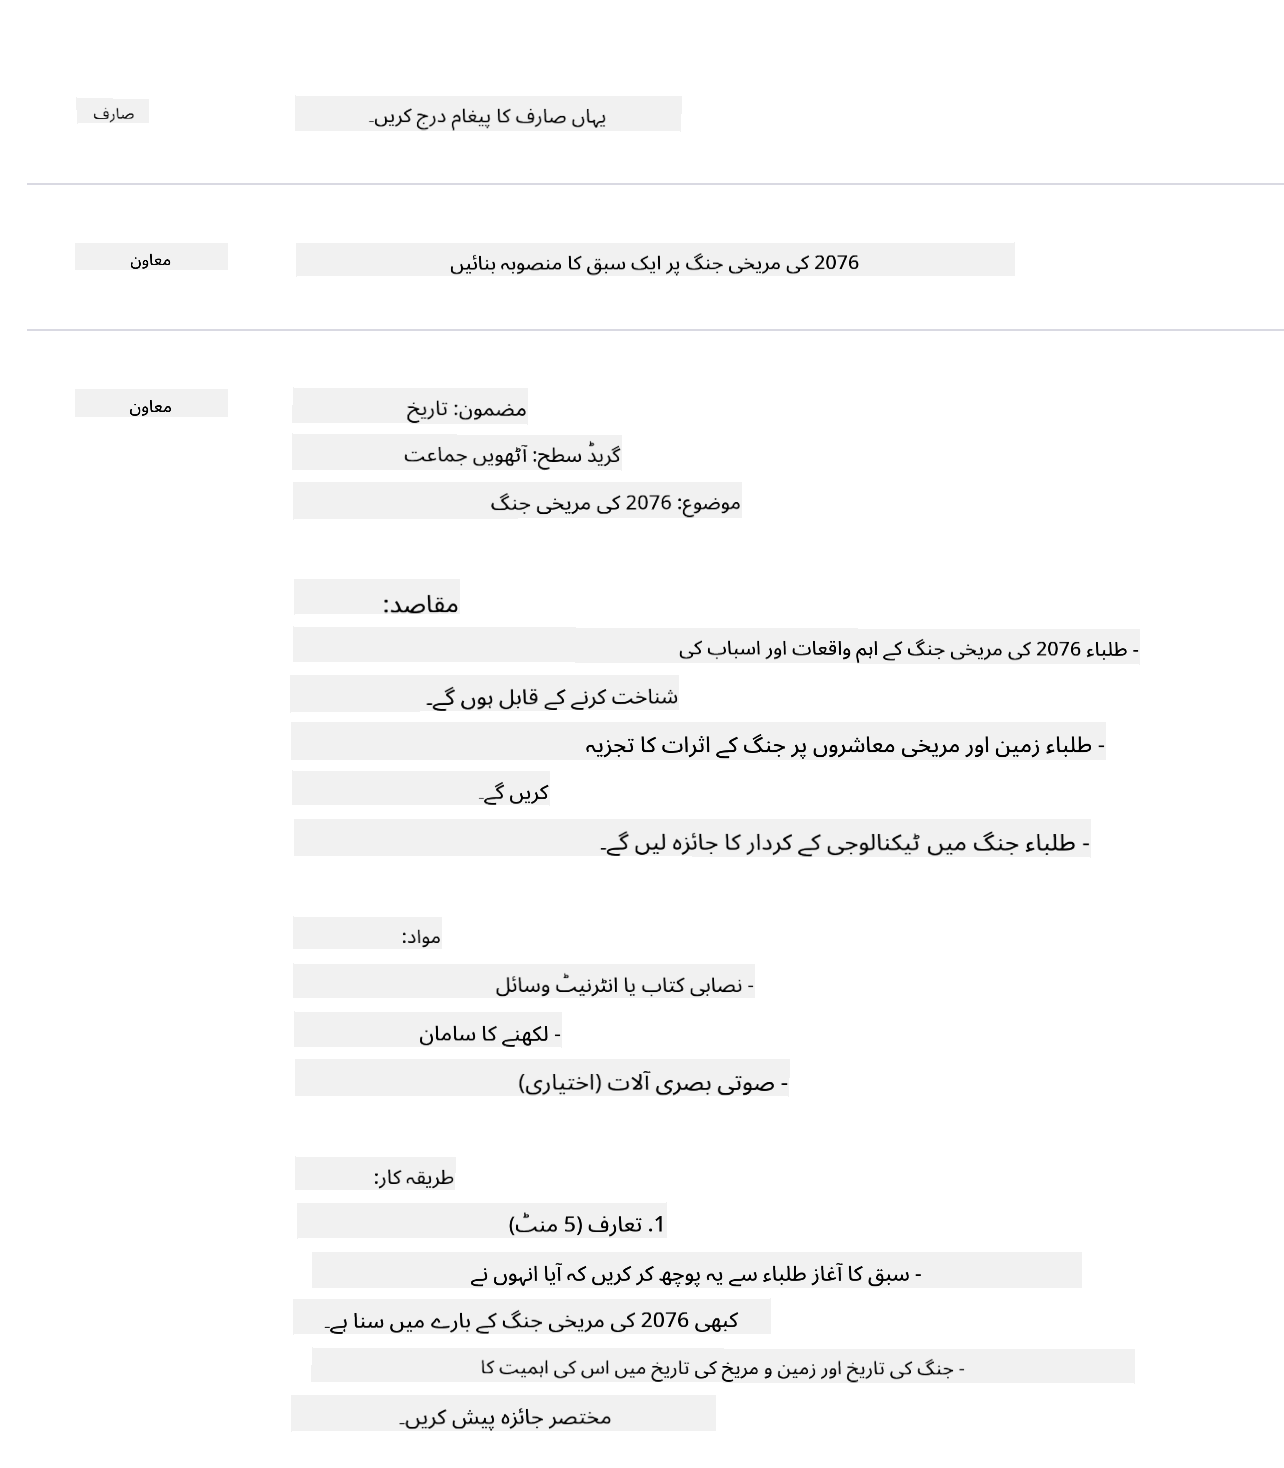 صارف
یہاں صارف کا پیغام درج کریں۔
معاون
2076 کی مریخی جنگ پر ایک سبق کا منصوبہ بنائیں
معاون
مضمون: تاریخ
گریڈ سطح: آٹھویں جماعت
موضوع: 2076 کی مریخی جنگ
مقاصد:
- طلباء 2076 کی مریخی جنگ کے اہم واقعات اور اسباب کی
شناخت کرنے کے قابل ہوں گے۔
- طلباء زمین اور مریخی معاشروں پر جنگ کے اثرات کا تجزیہ
کریں گے۔
- طلباء جنگ میں ٹیکنالوجی کے کردار کا جائزہ لیں گے۔
مواد:
- نصابی کتاب یا انٹرنیٹ وسائل
- لکھنے کا سامان
- صوتی بصری آلات (اختیاری)
طریقہ کار:
1. تعارف (5 منٹ)
- سبق کا آغاز طلباء سے یہ پوچھ کر کریں کہ آیا انہوں نے
کبھی 2076 کی مریخی جنگ کے بارے میں سنا ہے۔
- جنگ کی تاریخ اور زمین و مریخ کی تاریخ میں اس کی اہمیت کا
مختصر جائزہ پیش کریں۔